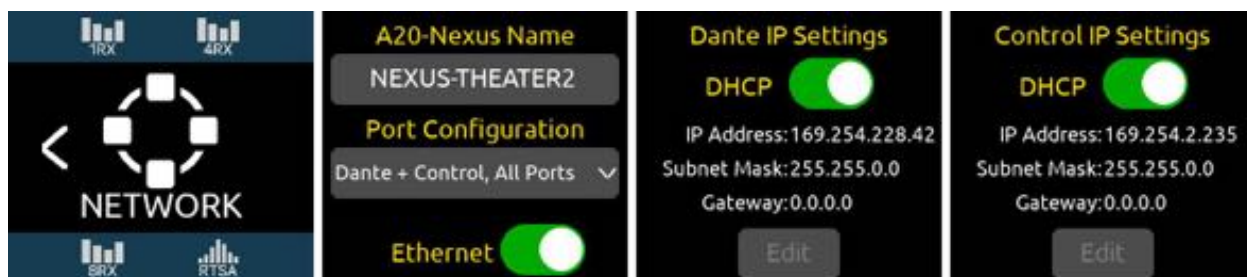 1RX 4RX
NETWORK
8RX RTSA
A20-Nexus Name
NEXUS-THEATER2
Port Configuration
Dante + Control, All Ports
Ethernet
Dante IP Settings
DHCP
IP Address:169.254.228.42
Subnet Mask:255.255.0.0
Gateway:0.0.0.0
Edit
Control IP Settings
DHCP
IP Address:169.254.2.235
Subnet Mask:255.255.0.0
Gateway:0.0.0.0
Edit